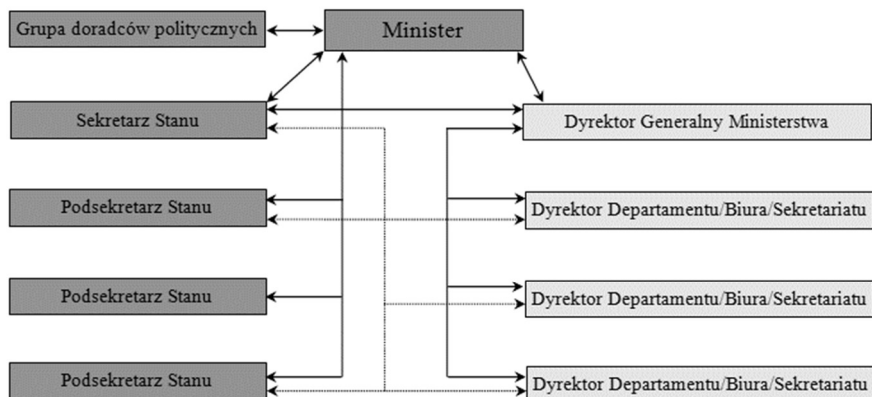 Grupa doradców politycznych
Minister
Sekretarz Stanu
Dyrektor Generalny Ministerstwa
Podsekretarz Stanu
Dyrektor Departamentu/Biura/Sekretariatu
Podsekretarz Stanu
Dyrektor Departamentu/Biura/Sekretariatu
Podsekretarz Stanu
Dyrektor Departamentu/Biura/Sekretariatu